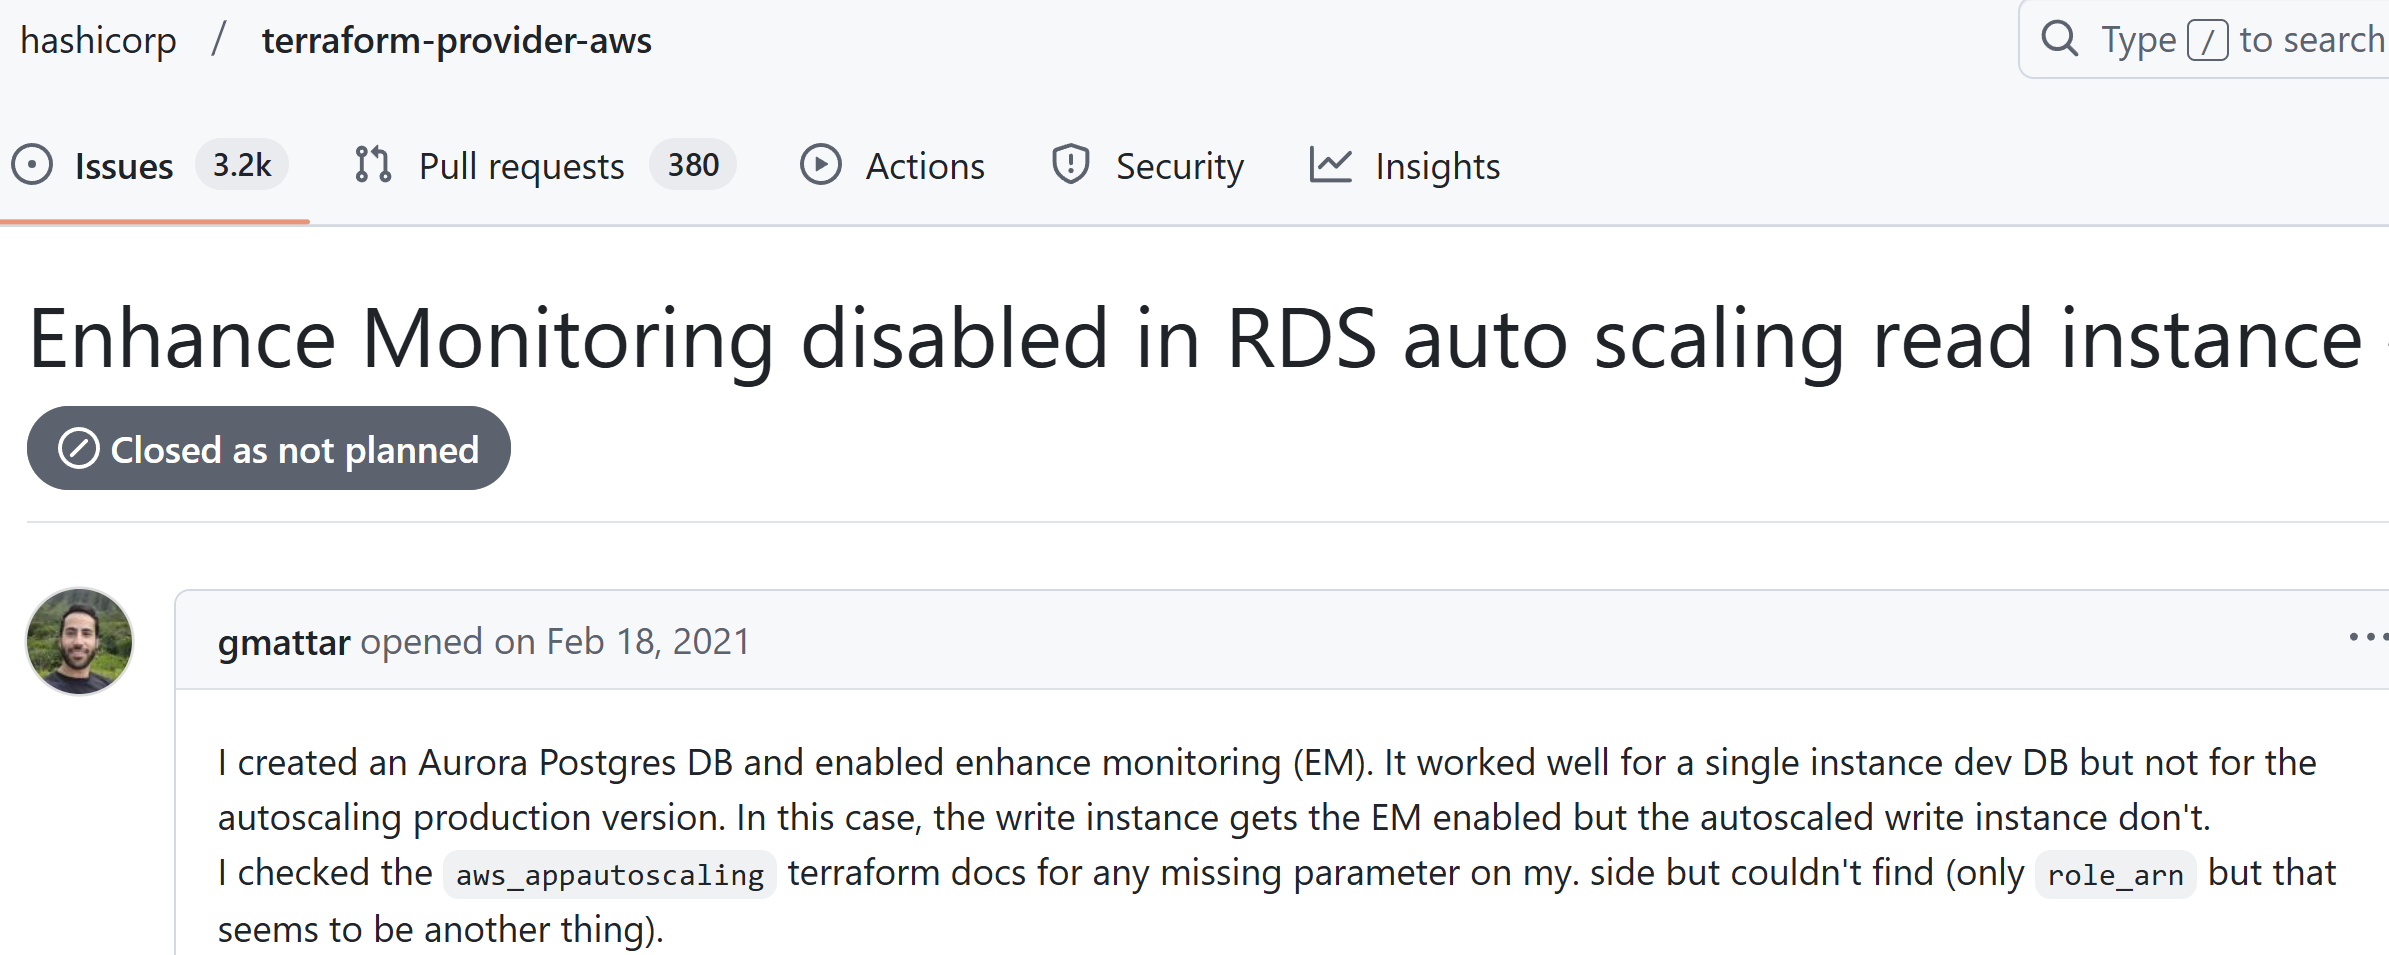 hashicorp / terraform-provider-aws
Type / to search
Issues 3.2k Pull requests 380 Actions Security Insights
Enhance Monitoring disabled in RDS auto scaling read instance
Closed as not planned
gmattar opened on Feb 18, 2021
I created an Aurora Postgres DB and enabled enhance monitoring (EM). It worked well for a single instance dev DB but not for the
autoscaling production version. In this case, the write instance gets the EM enabled but the autoscaled write instance don't.
I checked the aws_appautoscaling terraform docs for any missing parameter on my. side but couldn't find (only role_arn but that
seems to be another thing).